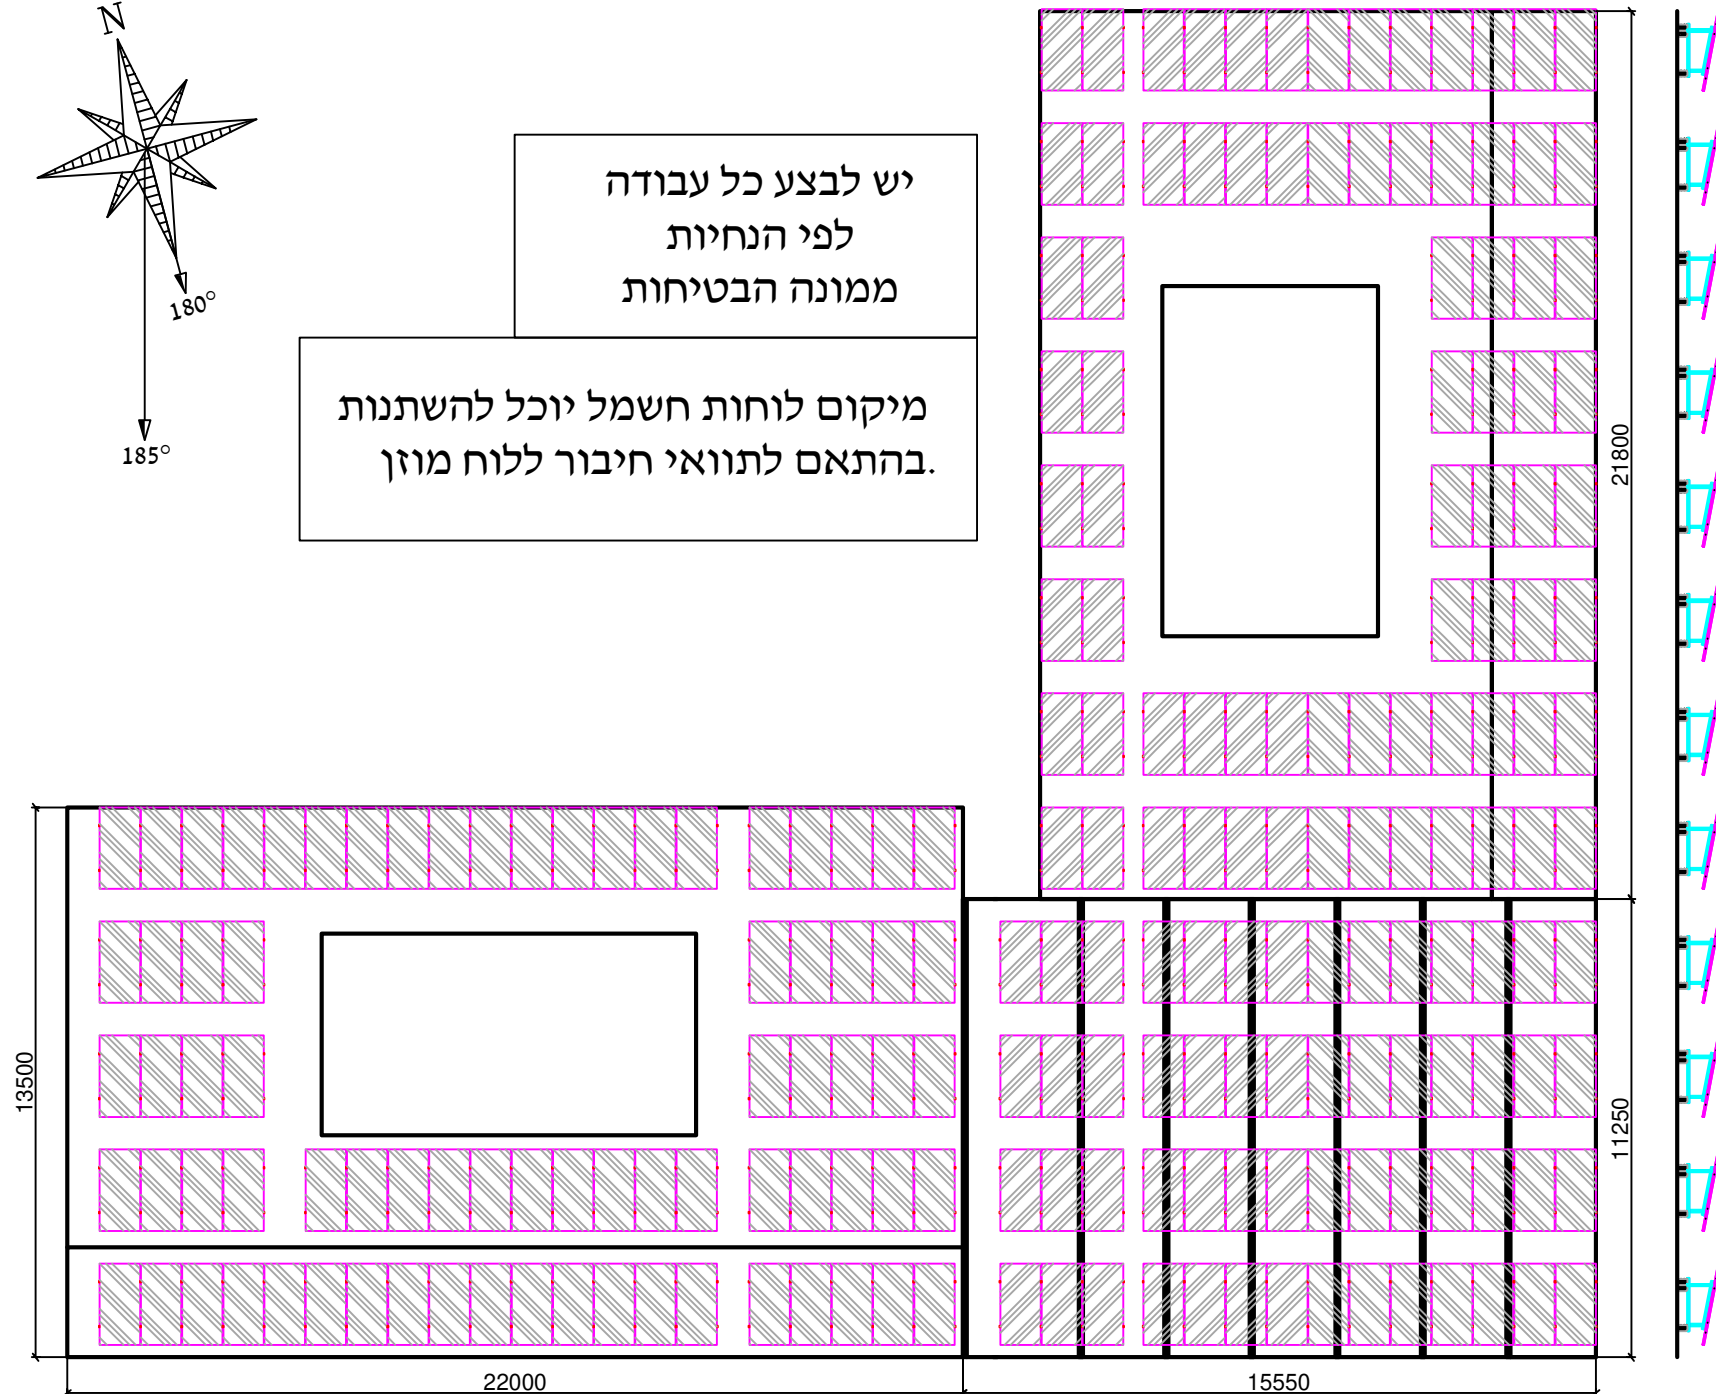 N
180°
185°
יש לבצע כל עבודה
לפי הנחיות
ממונה הבטיחות
מיקום לוחות חשמל יוכל להשתנות
.בהתאם לתוואי חיבור ללוח מוזן
21800
13500
11250
22000
15550